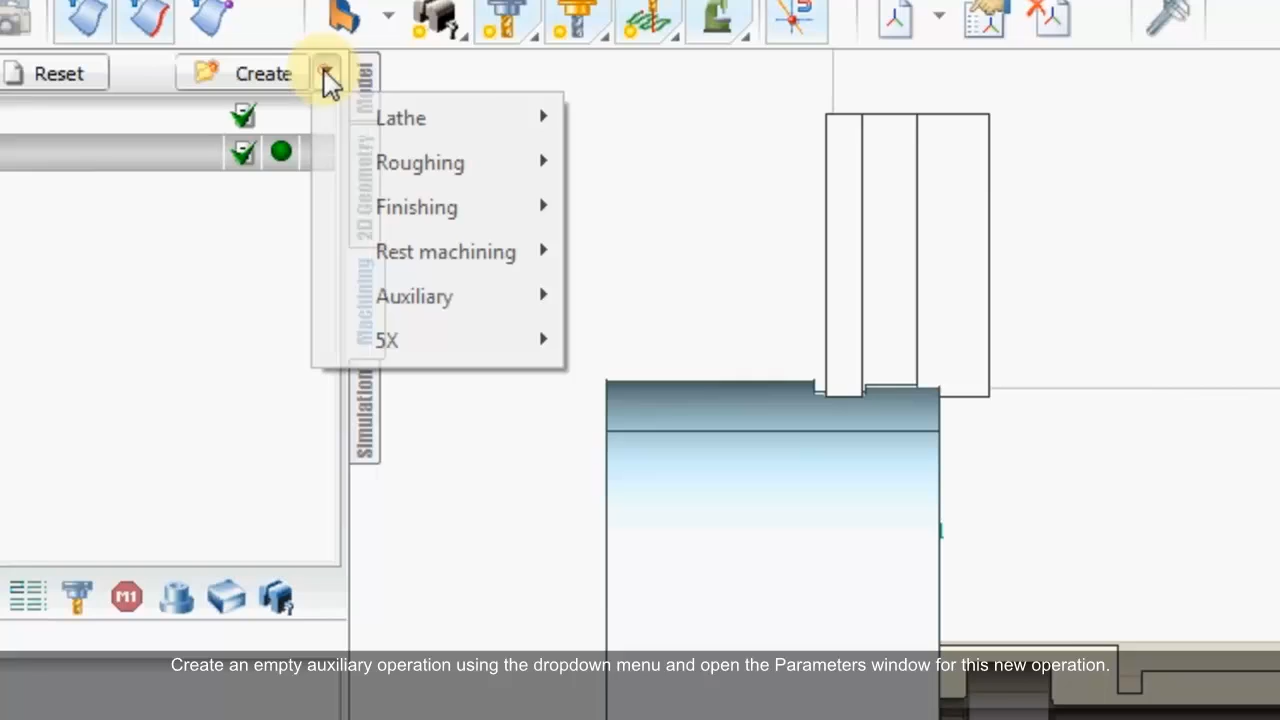 Reset
Create
Model
2D Geometry
Machining
Simulation
Lathe
Roughing
Finishing
Rest machining
Auxiliary
5X
M1
Create an empty auxiliary operation using the dropdown menu and open the Parameters window for this new operation.